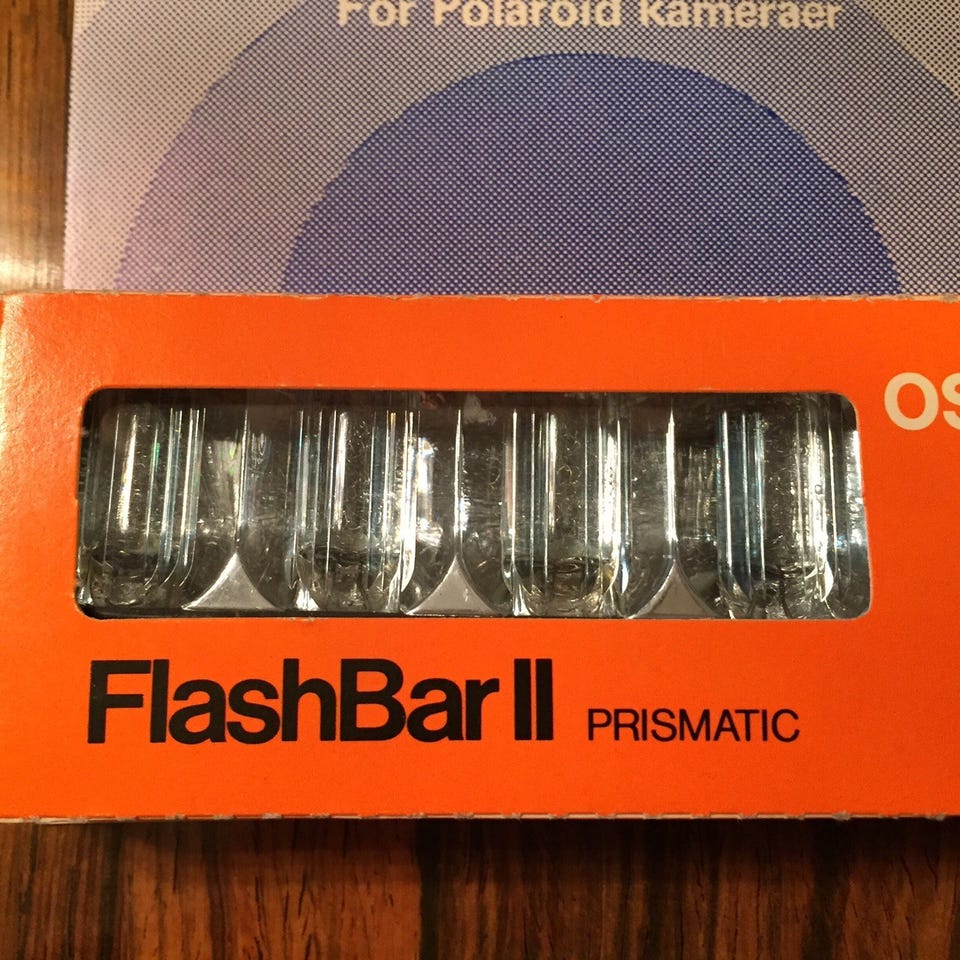 For Polaroid kameraer
OS
FlashBar II PRISMATIC